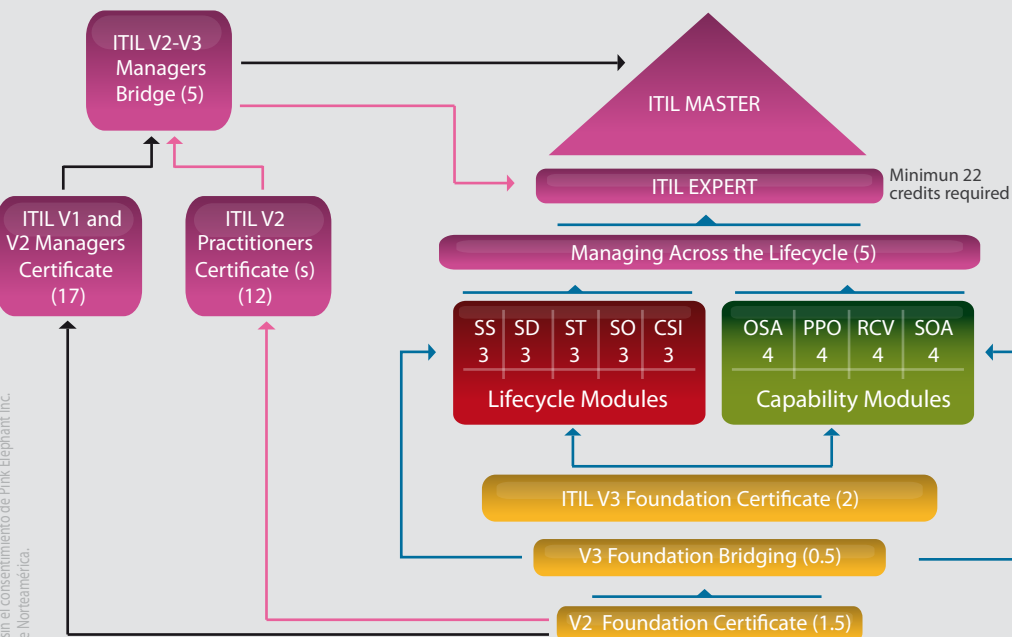 ITIL V2-V3
Managers
Bridge (5)
ITIL MASTER
ITIL EXPERT
Minimun 22
credits required
ITIL V1 and
V2 Managers
Certificate
(17)
ITIL V2
Practitioners
Certificate (s)
(12)
Managing Across the Lifecycle (5)
SS SD ST SO CSI
3 3 3 3 3
Lifecycle Modules
OSA PPO RCV SOA
4 4 4 4
Capability Modules
ITIL V3 Foundation Certificate (2)
V3 Foundation Bridging (0.5)
V2 Foundation Certificate (1.5)
sin el consentimiento de Pink Elephant Inc.
e Norteamérica.